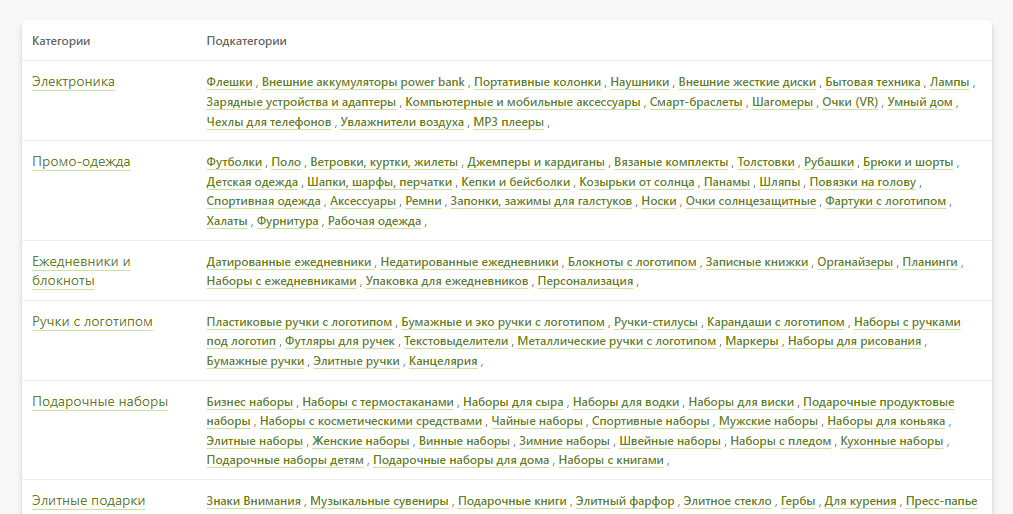 Категории Подкатегории
Электроника Флешки , Внешние аккумуляторы power bank , Портативные колонки , Наушники , Внешние жесткие диски , Бытовая техника , Лампы ,
Зарядные устройства и адаптеры , Компьютерные и мобильные аксессуары , Смарт-браслеты , Шагомеры , Очки (VR) , Умный дом ,
Чехлы для телефонов , Увлажнители воздуха , MP3 плееры ,
Промо-одежда Футболки , Поло , Ветровки, куртки, жилеты , Джемперы и кардиганы , Вязаные комплекты , Толстовки , Рубашки , Брюки и шорты ,
Детская одежда , Шапки, шарфы, перчатки , Кепки и бейсболки , Козырьки от солнца , Панамы , Шляпы , Повязки на голову ,
Спортивная одежда , Аксессуары , Ремни , Запонки, зажимы для галстуков , Носки , Очки солнцезащитные , Фартуки с логотипом ,
Халаты , Фурнитура , Рабочая одежда ,
Ежедневники и Датированные ежедневники , Недатированные ежедневники , Блокноты с логотипом , Записные книжки , Органайзеры , Планинги ,
блокноты Наборы с ежедневниками , Упаковка для ежедневников , Персонализация ,
Ручки с логотипом Пластиковые ручки с логотипом , Бумажные и эко ручки с логотипом , Ручки-стилусы , Карандаши с логотипом , Наборы с ручками
под логотип , Футляры для ручек , Текстовыделители , Металлические ручки с логотипом , Маркеры , Наборы для рисования ,
Бумажные ручки , Элитные ручки , Канцелярия ,
Подарочные наборы Бизнес наборы , Наборы с термостаканами , Наборы для сыра , Наборы для водки , Наборы для виски , Подарочные продуктовые
наборы , Наборы с косметическими средствами , Чайные наборы , Спортивные наборы , Мужские наборы , Наборы для коньяка ,
Элитные наборы , Женские наборы , Винные наборы , Зимние наборы , Швейные наборы , Наборы с пледом , Кухонные наборы ,
Подарочные наборы детям , Подарочные наборы для дома , Наборы с книгами ,
Элитные подарки Знаки Внимания , Музыкальные сувениры , Подарочные книги , Элитный фарфор , Элитное стекло , Гербы , Для курения , Пресс-папье